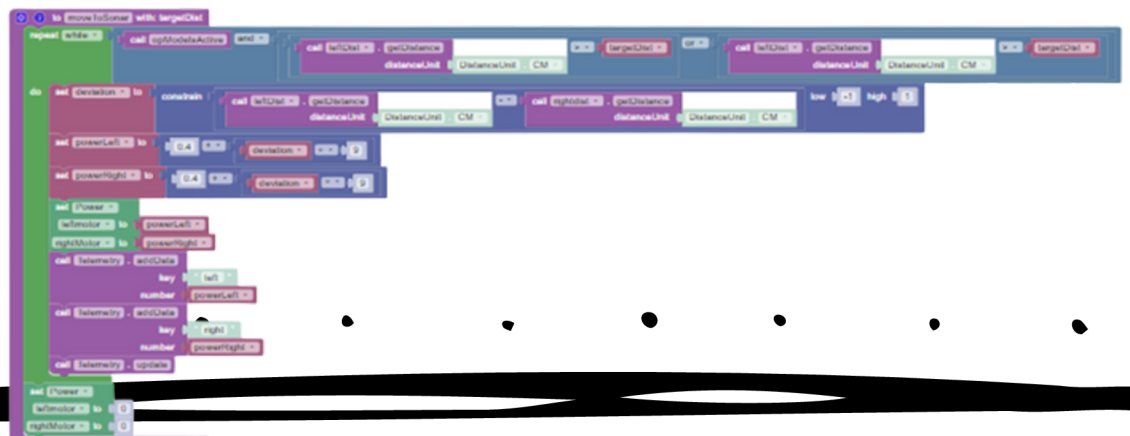 to moveToSonar with: targetDist
repeat while call opModeIsActive and call leftDist . getDistance distanceUnit DistanceUnit . CM > targetDist or call leftDist . getDistance distanceUnit DistanceUnit . CM > targetDist
do set deviation to constrain call leftDist . getDistance distanceUnit DistanceUnit . CM - call rightdist . getDistance distanceUnit DistanceUnit . CM low -1 high 1
set powerLeft to 0.4 deviation 9
set powerRight to 0.4 deviation 9
set Power
leftmotor to powerLeft
rightMotor to powerRight
call Telemetry . addData
key " left "
number powerLeft
call Telemetry . addData
key " right "
number powerRight
call Telemetry . update
set Power
leftmotor to 0
rightMotor to 0